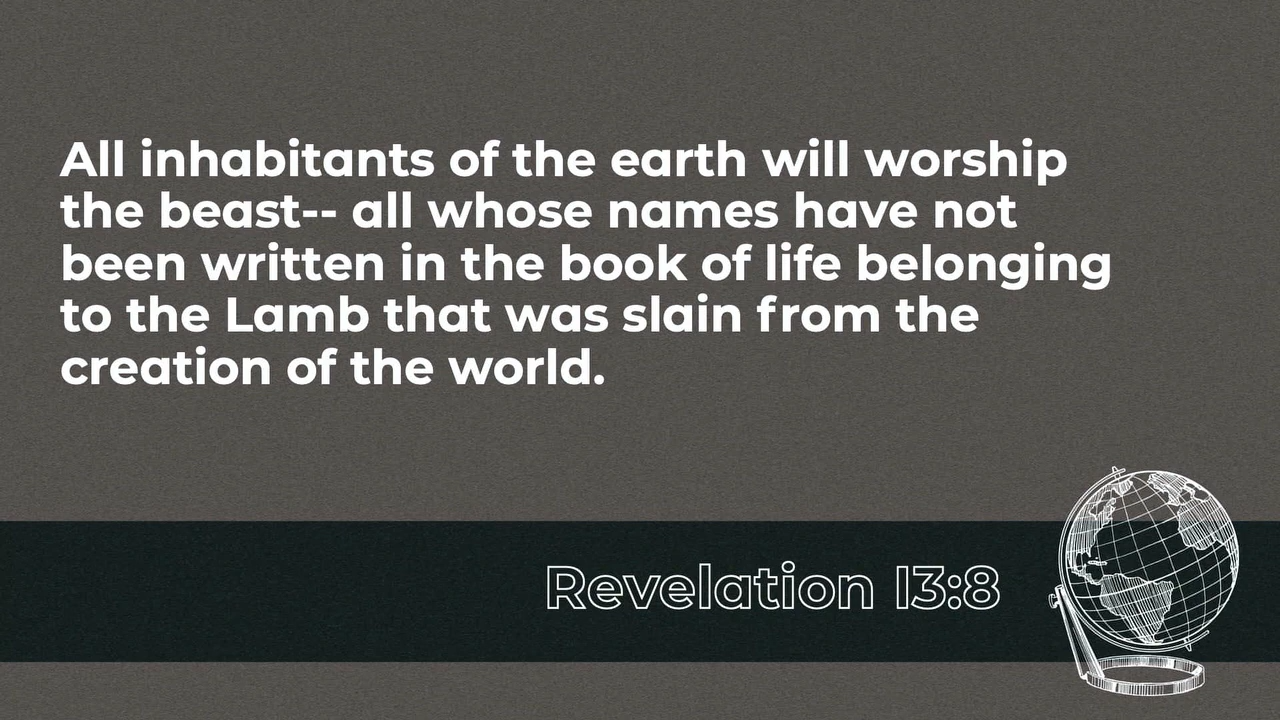 All inhabitants of the earth will worship
the beast-- all whose names have not
been written in the book of life belonging
to the Lamb that was slain from the
creation of the world.
Revelation 13:8